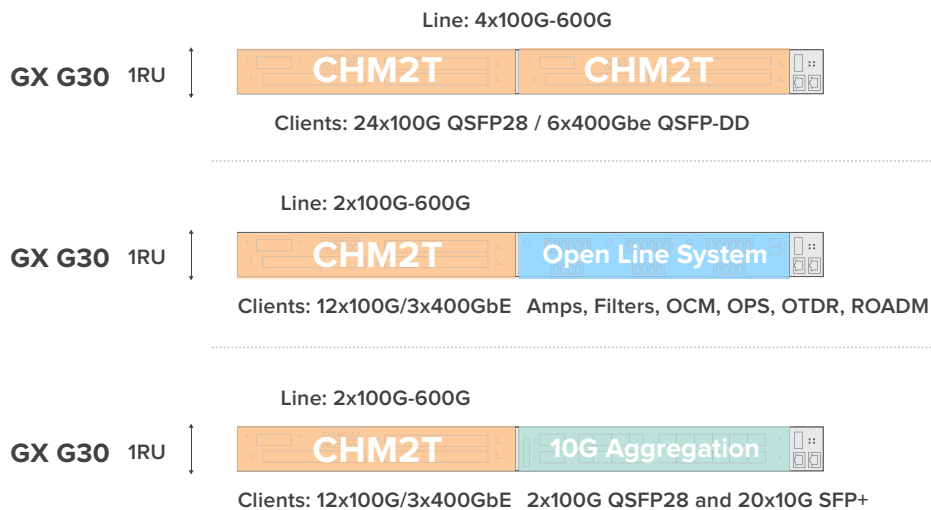 Line: 4x100G-600G
GX G30 1RU CHM2T CHM2T
Clients: 24x100G QSFP28 / 6x400Gbe QSFP-DD
Line: 2x100G-600G
GX G30 1RU CHM2T Open Line System
Clients: 12x100G/3x400GbE Amps, Filters, OCM, OPS, OTDR, ROADM
Line: 2x100G-600G
GX G30 1RU CHM2T 10G Aggregation
Clients: 12x100G/3x400GbE 2x100G QSFP28 and 20x10G SFP+